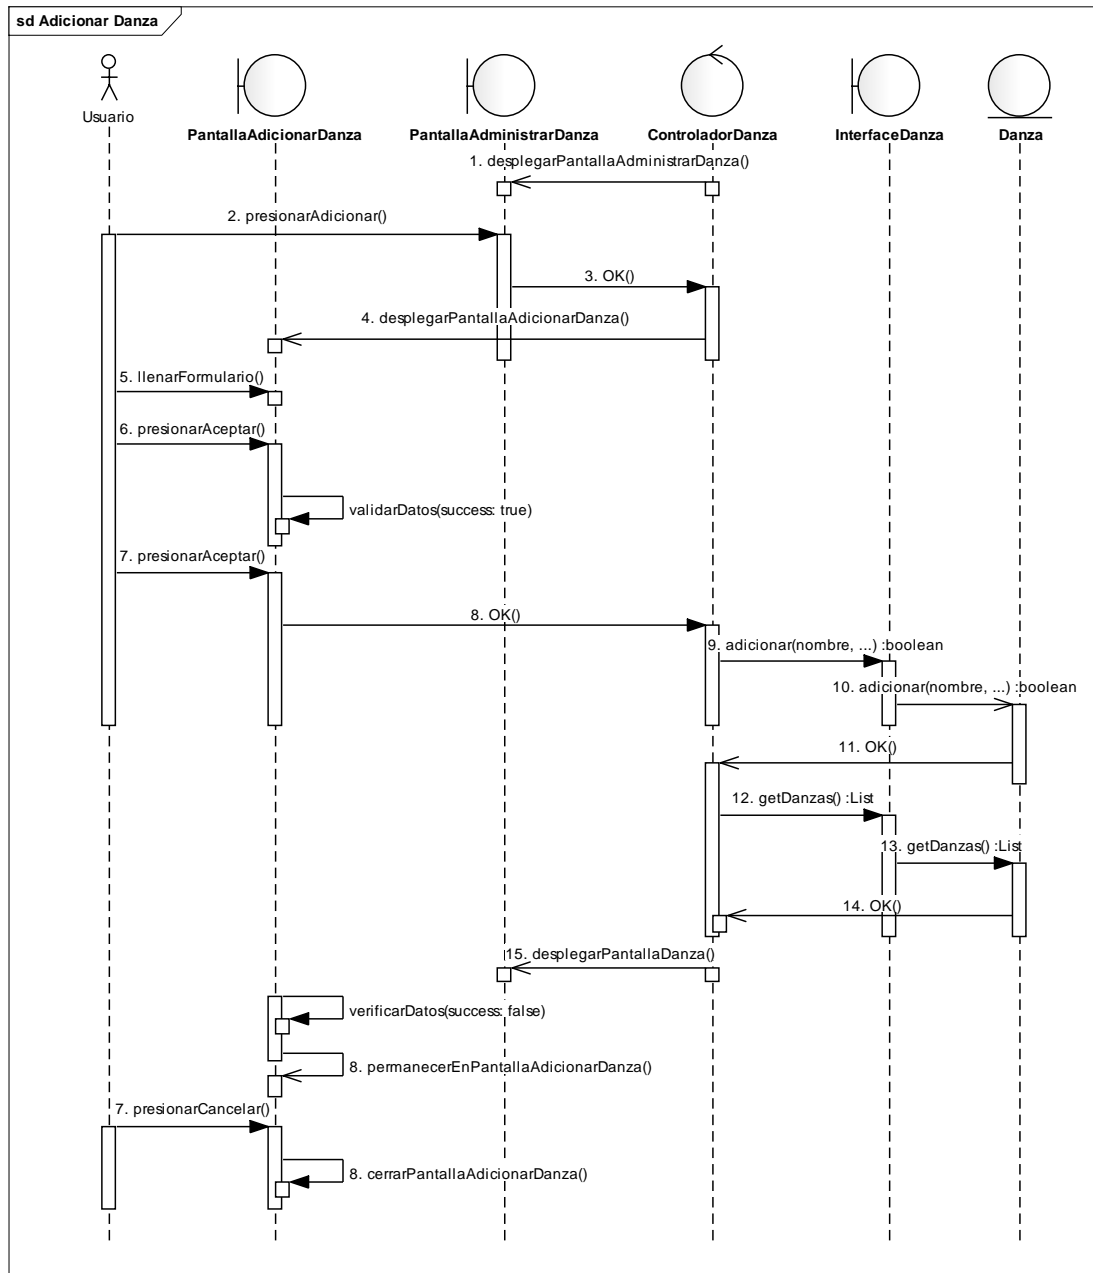 sd Adicionar Danza
Usuario
PantallaAdicionarDanza
PantallaAdministrarDanza
ControladorDanza
InterfaceDanza
Danza
1. desplegarPantallaAdministrarDanza()
2. presionarAdicionar()
3. OK()
4. desplegarPantallaAdicionarDanza()
5. llenarFormulario()
6. presionarAceptar()
validarDatos(success: true)
7. presionarAceptar()
8. OK()
9. adicionar(nombre, ...) :boolean
10. adicionar(nombre, ...) :boolean
11. OK()
12. getDanzas() :List
13. getDanzas() :List
14. OK()
15. desplegarPantallaDanza()
verificarDatos(success: false)
8. permanecerEnPantallaAdicionarDanza()
7. presionarCancelar()
8. cerrarPantallaAdicionarDanza()